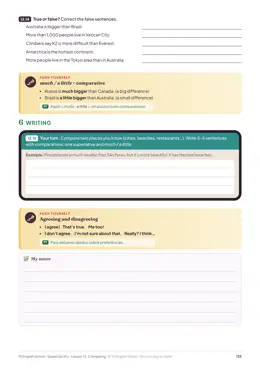 True or false? Correct the false sentences.
Australia is bigger than Brazil.
More than 1,000 people live in Vatican City.
Climbers say K2 is more difficult than Everest.
Antarctica is the hottest continent.
More people live in the Tokyo area than in Australia.
PUSH YOURSELF
much / a little + comparative
Russia is much bigger than Canada. (a big difference)
Brazil is a little bigger than Australia. (a small difference)
6 WRITING
Your turn. Compare two places you know (cities, beaches, restaurants…). Write 5–6 sentences
with comparatives, one superlative and much / a little.
Example:
PUSH YOURSELF
Agreeing and disagreeing
I agree! That's true. Me too!
I don't agree. I'm not sure about that. Really? I think…
My notes